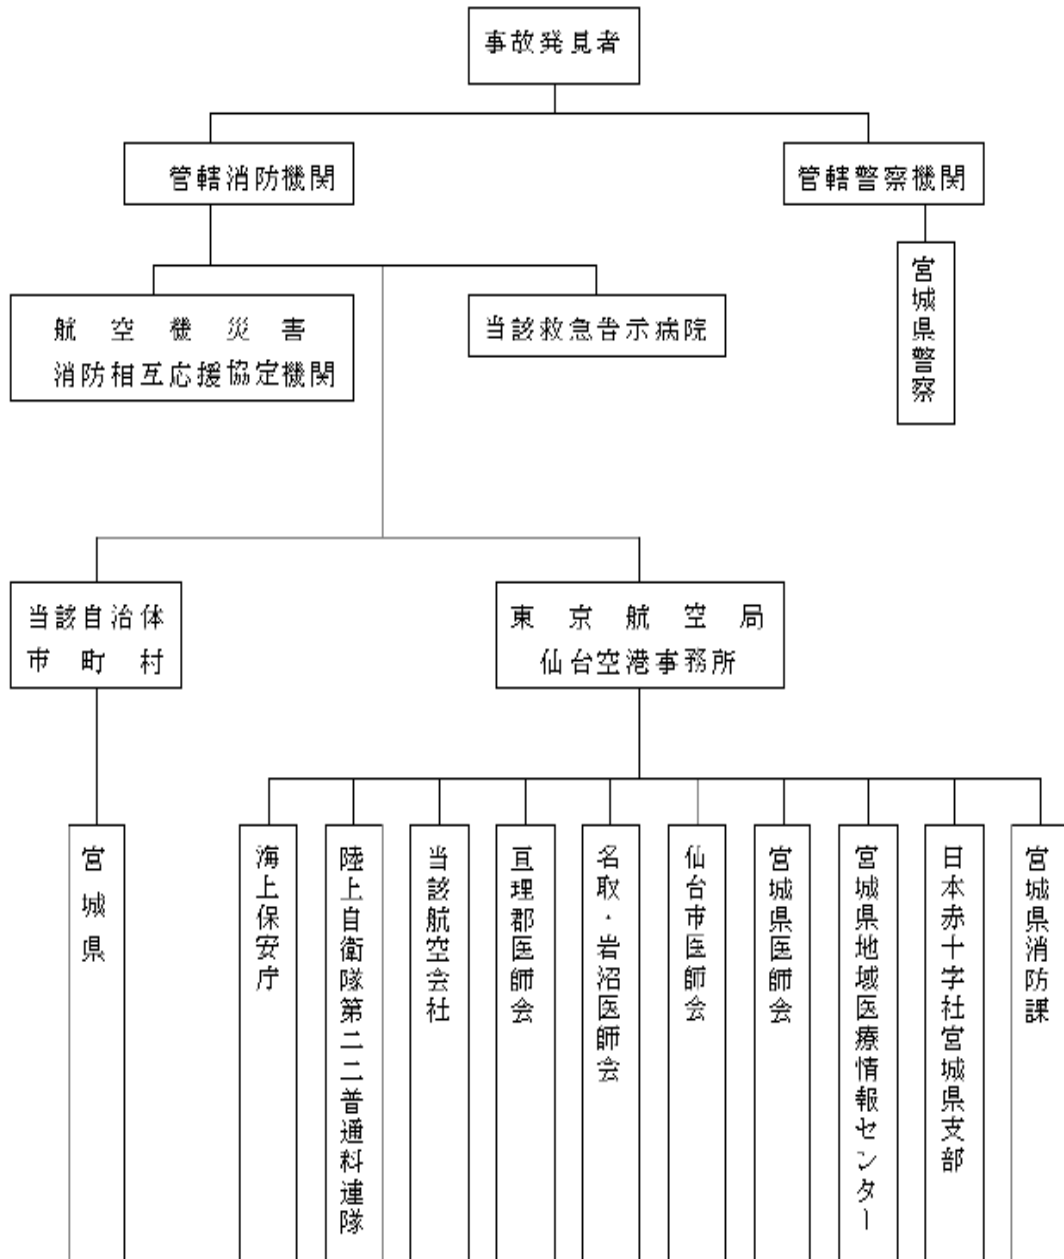 事故発見者
管轄消防機関
管轄警察機関
宮城県警察
航空機災害
消防相互応援協定機関
当該救急告示病院
当該自治体
市町村
東京航空局
仙台空港事務所
宮城県
海上保安庁
陸上自衛隊第二二普通科連隊
当該航空会社
亘理郡医師会
名取・岩沼医師会
仙台市医師会
宮城県医師会
宮城県地域医療情報センター
日本赤十字社宮城県支部
宮城県消防課